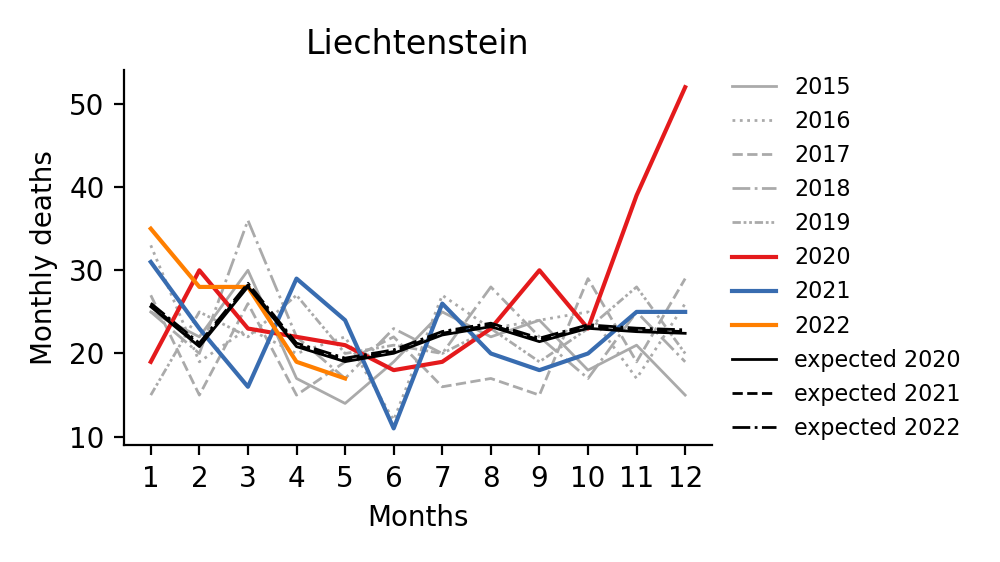 Liechtenstein
Monthly deaths
50
40
30
20
10
1 2 3 4 5 6 7 8 9 10 11 12
Months
2015
2016
2017
2018
2019
2020
2021
2022
expected 2020
expected 2021
expected 2022